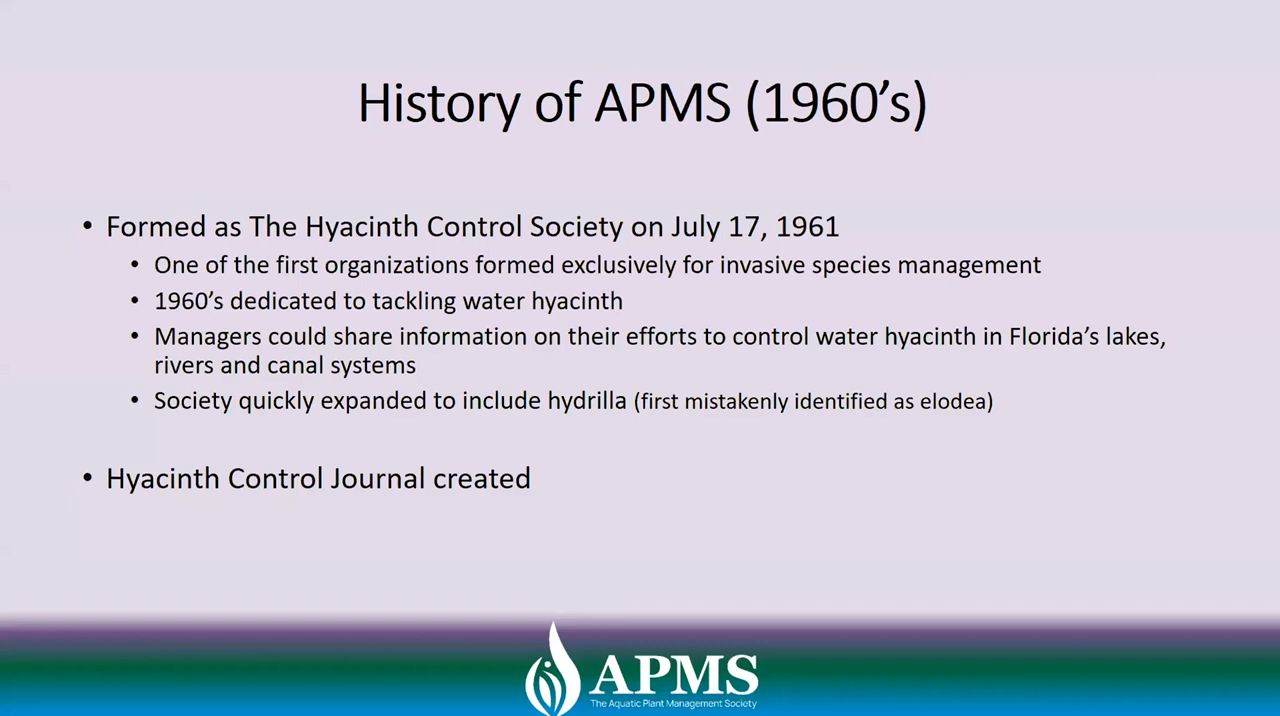 History of APMS (1960’s)
• Formed as The Hyacinth Control Society on July 17, 1961
• One of the first organizations formed exclusively for invasive species management
• 1960’s dedicated to tackling water hyacinth
• Managers could share information on their efforts to control water hyacinth in Florida’s lakes,
rivers and canal systems
• Society quickly expanded to include hydrilla (first mistakenly identified as elodea)
• Hyacinth Control Journal created
APMS
The Aquatic Plant Management Society